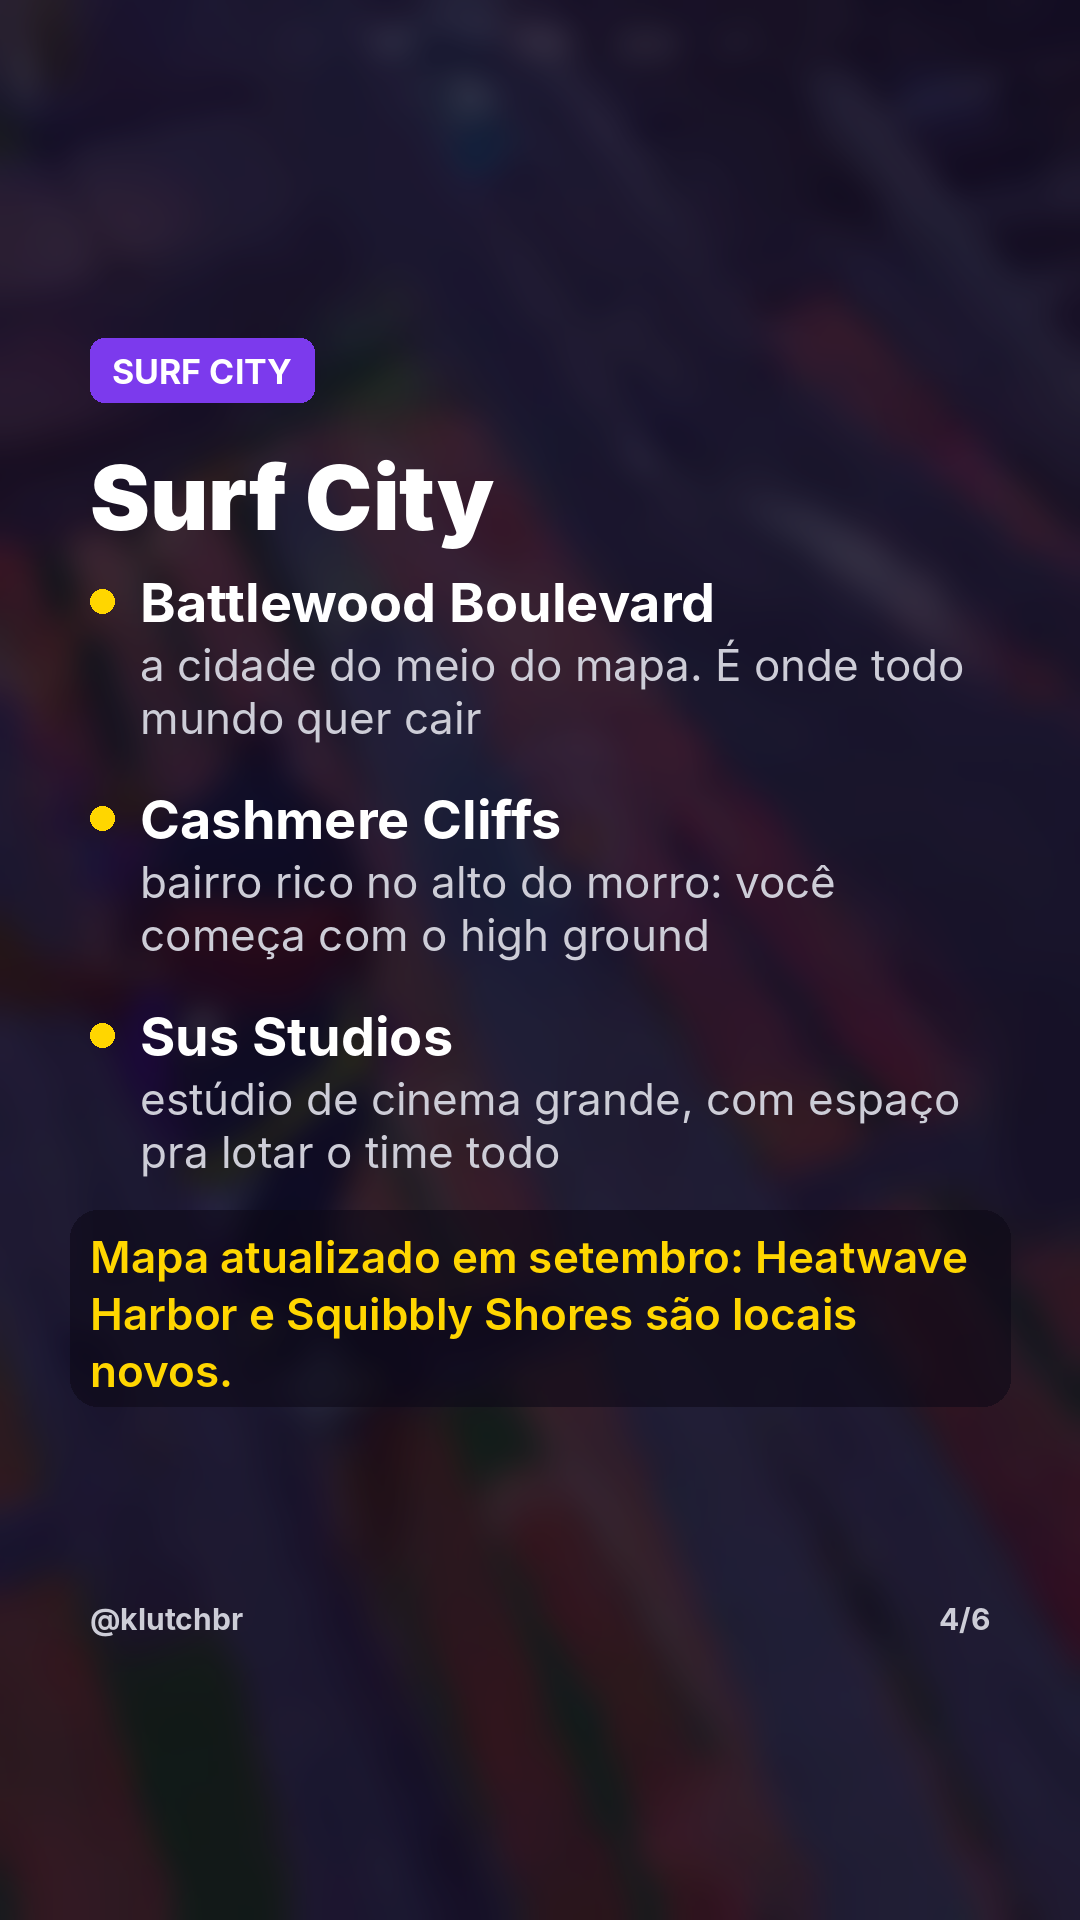 SURF CITY
Surf City
Battlewood Boulevard
a cidade do meio do mapa. É onde todo
mundo quer cair
Cashmere Cliffs
bairro rico no alto do morro: você
começa com o high ground
Sus Studios
estúdio de cinema grande, com espaço
pra lotar o time todo
Mapa atualizado em setembro: Heatwave
Harbor e Squibbly Shores são locais
novos.
@klutchbr
4/6